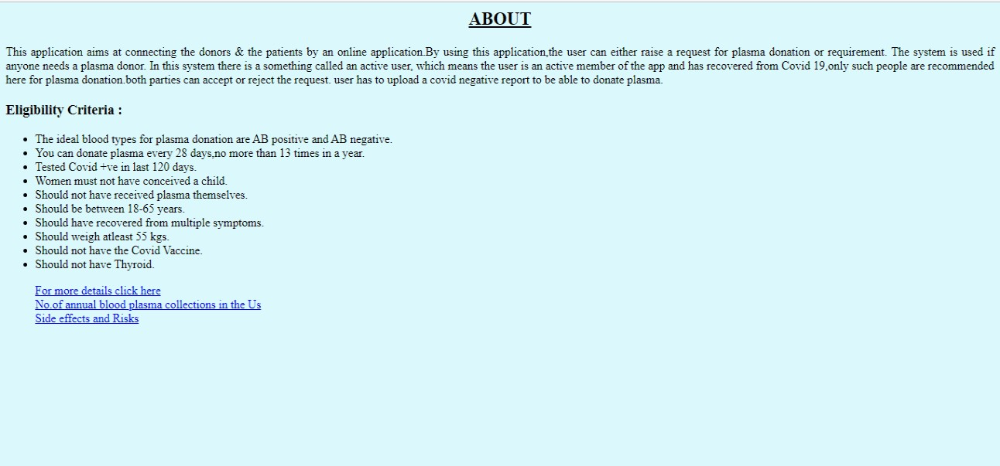 ABOUT
This application aims at connecting the donors & the patients by an online application.By using this application,the user can either raise a request for plasma donation or requirement. The system is used if
anyone needs a plasma donor. In this system there is a something called an active user, which means the user is an active member of the app and has recovered from Covid 19,only such people are recommended
here for plasma donation.both parties can accept or reject the request. user has to upload a covid negative report to be able to donate plasma.
Eligibility Criteria :
• The ideal blood types for plasma donation are AB positive and AB negative.
• You can donate plasma every 28 days,no more than 13 times in a year.
• Tested Covid +ve in last 120 days.
• Women must not have conceived a child.
• Should not have received plasma themselves.
• Should be between 18-65 years.
• Should have recovered from multiple symptoms.
• Should weigh atleast 55 kgs.
• Should not have the Covid Vaccine.
• Should not have Thyroid.
For more details click here
No.of annual blood plasma collections in the Us
Side effects and Risks